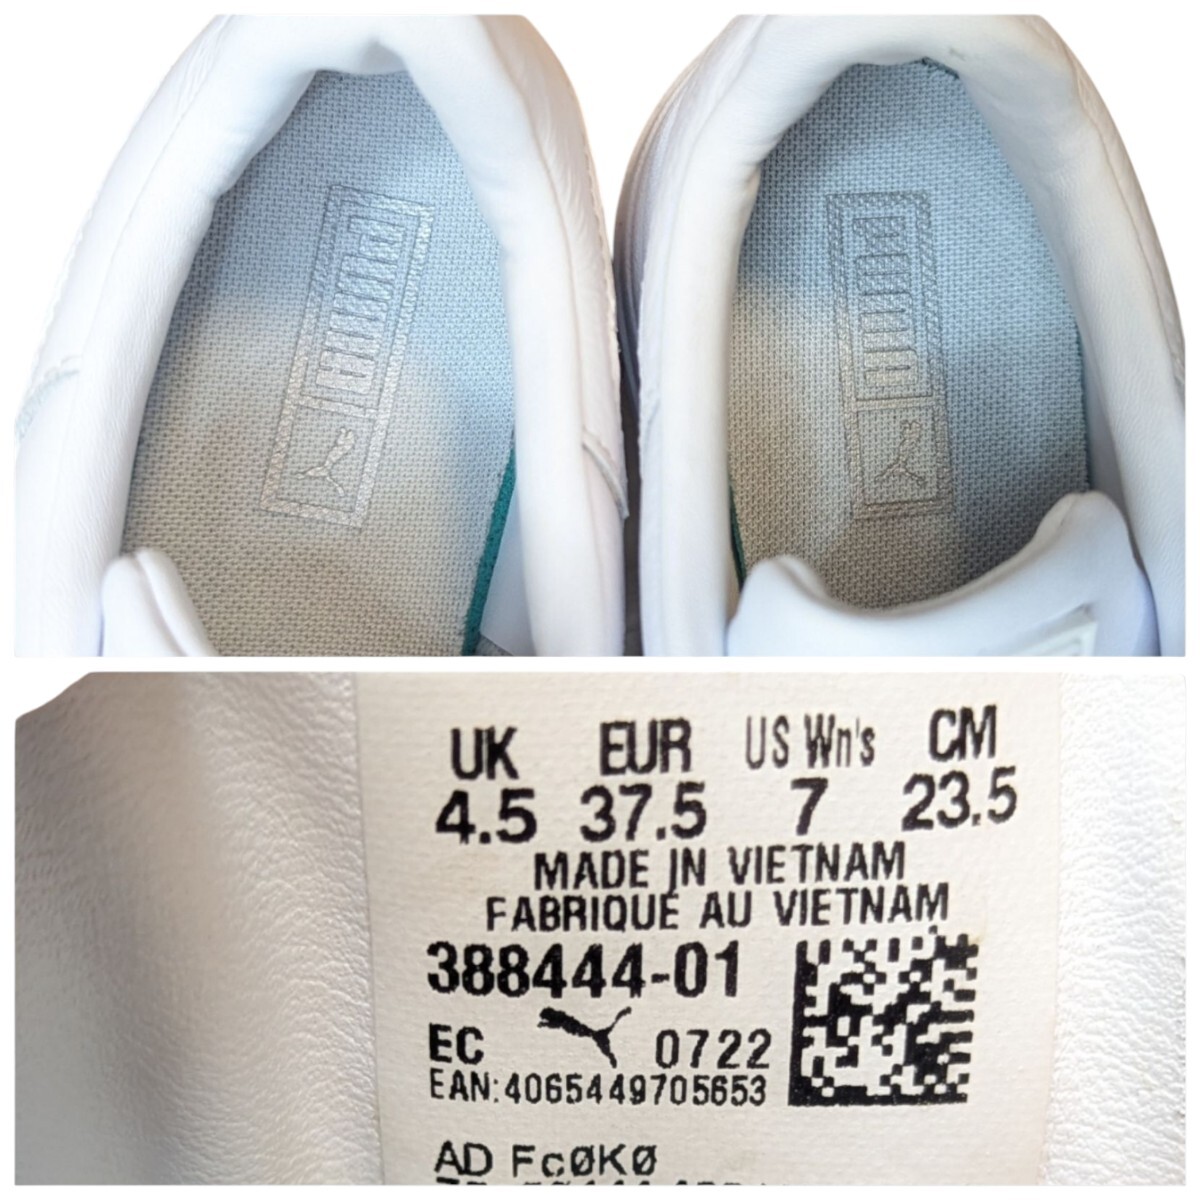 PUMA
PUMA
UK EUR US Wn's CM
4.5 37.5 7 23.5
MADE IN VIETNAM
FABRIQUÉ AU VIETNAM
388444-01
EC 0722
EAN:4065449705653
AD FcØKØ